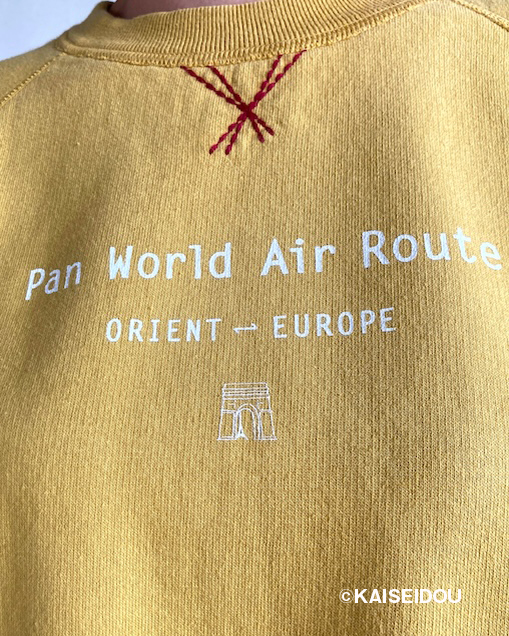 Pan World Air Route
ORIENT ⇀ EUROPE
©KAISEIDOU